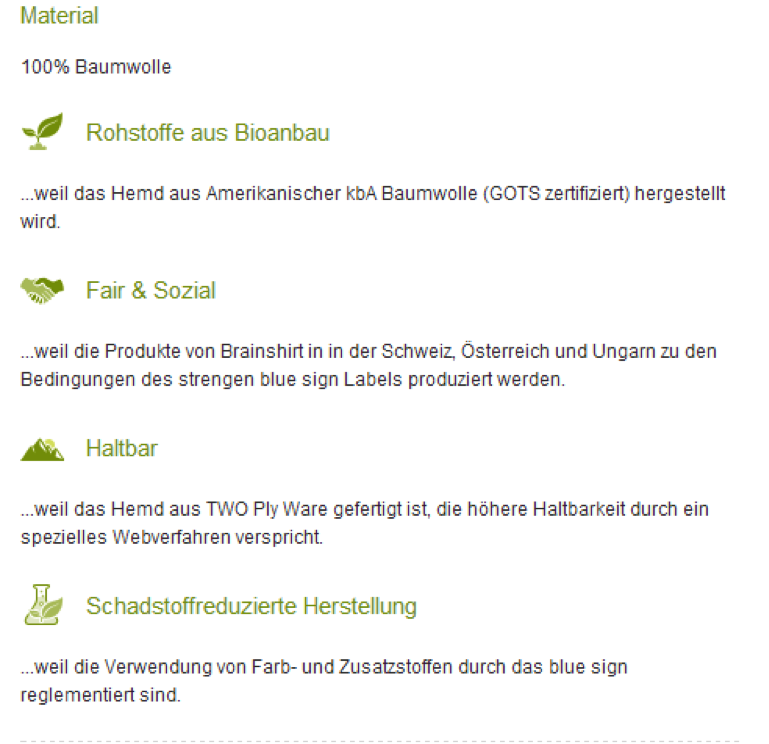 Material
100% Baumwolle
Rohstoffe aus Bioanbau
...weil das Hemd aus Amerikanischer kbA Baumwolle (GOTS zertifiziert) hergestellt
wird.
Fair & Sozial
...weil die Produkte von Brainshirt in in der Schweiz, Österreich und Ungarn zu den
Bedingungen des strengen blue sign Labels produziert werden.
Haltbar
...weil das Hemd aus TWO Ply Ware gefertigt ist, die höhere Haltbarkeit durch ein
spezielles Webverfahren verspricht.
Schadstoffreduzierte Herstellung
...weil die Verwendung von Farb- und Zusatzstoffen durch das blue sign
reglementiert sind.